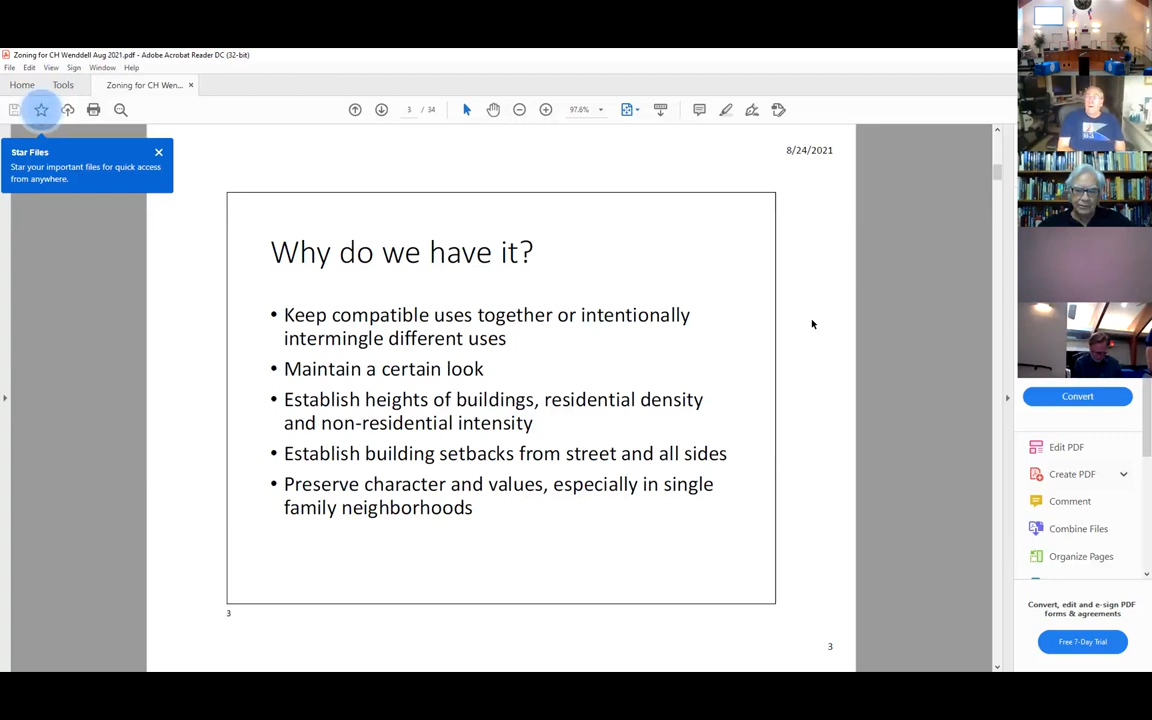 Zoning for CH Wenddell Aug 2021.pdf - Adobe Acrobat Reader DC (32-bit)
File Edit View Sign Window Help
Home Tools Zoning for CH Wen... ×
3 / 34 97.6%
Star Files
Star your important files for quick access
from anywhere.
8/24/2021
Why do we have it?
• Keep compatible uses together or intentionally
intermingle different uses
• Maintain a certain look
• Establish heights of buildings, residential density
and non-residential intensity
• Establish building setbacks from street and all sides
• Preserve character and values, especially in single
family neighborhoods
3
3
Convert
Edit PDF
Create PDF
Comment
Combine Files
Organize Pages
Convert, edit and e-sign PDF
forms & agreements
Free 7-Day Trial